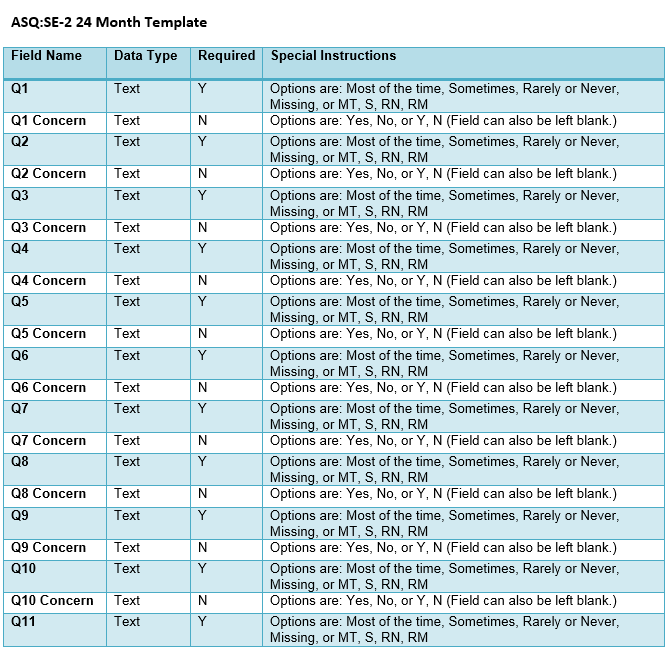 ASQ:SE-2 24 Month Template
Field Name Data Type Required Special Instructions
Q1 Text Y Options are: Most of the time, Sometimes, Rarely or Never,
Missing, or MT, S, RN, RM
Q1 Concern Text N Options are: Yes, No, or Y, N (Field can also be left blank.)
Q2 Text Y Options are: Most of the time, Sometimes, Rarely or Never,
Missing, or MT, S, RN, RM
Q2 Concern Text N Options are: Yes, No, or Y, N (Field can also be left blank.)
Q3 Text Y Options are: Most of the time, Sometimes, Rarely or Never,
Missing, or MT, S, RN, RM
Q3 Concern Text N Options are: Yes, No, or Y, N (Field can also be left blank.)
Q4 Text Y Options are: Most of the time, Sometimes, Rarely or Never,
Missing, or MT, S, RN, RM
Q4 Concern Text N Options are: Yes, No, or Y, N (Field can also be left blank.)
Q5 Text Y Options are: Most of the time, Sometimes, Rarely or Never,
Missing, or MT, S, RN, RM
Q5 Concern Text N Options are: Yes, No, or Y, N (Field can also be left blank.)
Q6 Text Y Options are: Most of the time, Sometimes, Rarely or Never,
Missing, or MT, S, RN, RM
Q6 Concern Text N Options are: Yes, No, or Y, N (Field can also be left blank.)
Q7 Text Y Options are: Most of the time, Sometimes, Rarely or Never,
Missing, or MT, S, RN, RM
Q7 Concern Text N Options are: Yes, No, or Y, N (Field can also be left blank.)
Q8 Text Y Options are: Most of the time, Sometimes, Rarely or Never,
Missing, or MT, S, RN, RM
Q8 Concern Text N Options are: Yes, No, or Y, N (Field can also be left blank.)
Q9 Text Y Options are: Most of the time, Sometimes, Rarely or Never,
Missing, or MT, S, RN, RM
Q9 Concern Text N Options are: Yes, No, or Y, N (Field can also be left blank.)
Q10 Text Y Options are: Most of the time, Sometimes, Rarely or Never,
Missing, or MT, S, RN, RM
Q10 Concern Text N Options are: Yes, No, or Y, N (Field can also be left blank.)
Q11 Text Y Options are: Most of the time, Sometimes, Rarely or Never,
Missing, or MT, S, RN, RM